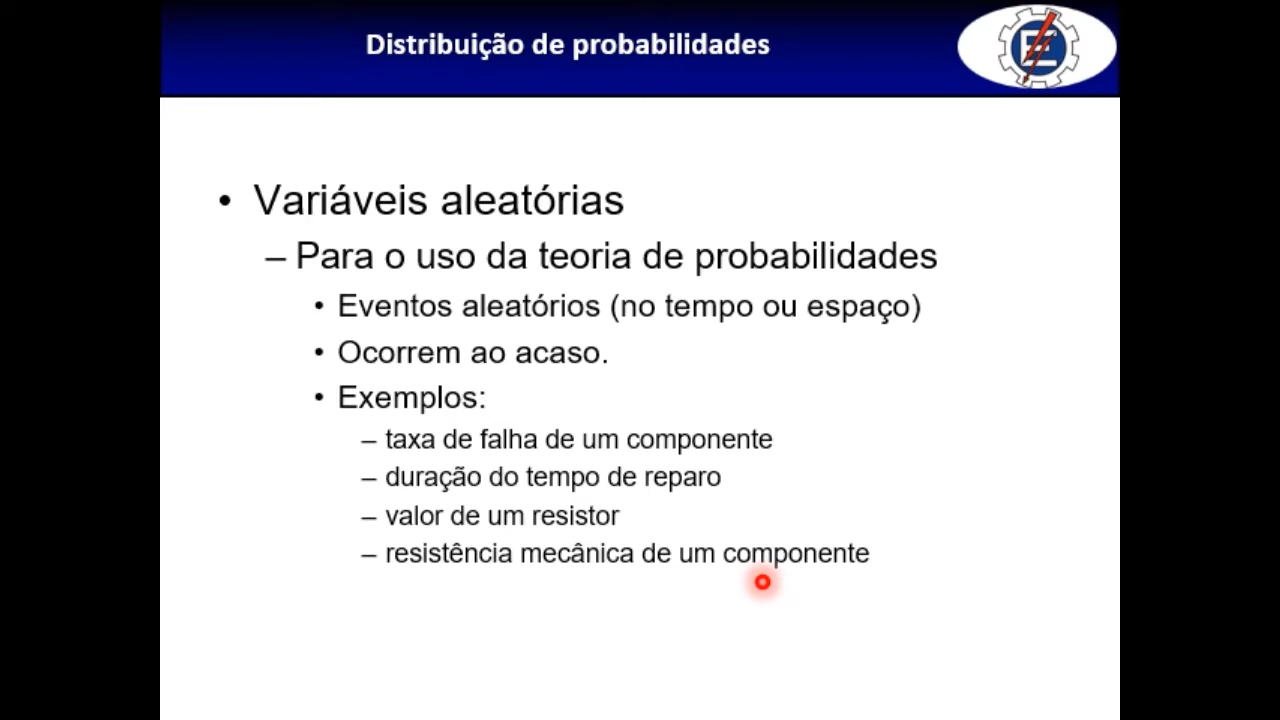 Distribuição de probabilidades
• Variáveis aleatórias
– Para o uso da teoria de probabilidades
• Eventos aleatórios (no tempo ou espaço)
• Ocorrem ao acaso.
• Exemplos:
– taxa de falha de um componente
– duração do tempo de reparo
– valor de um resistor
– resistência mecânica de um componente